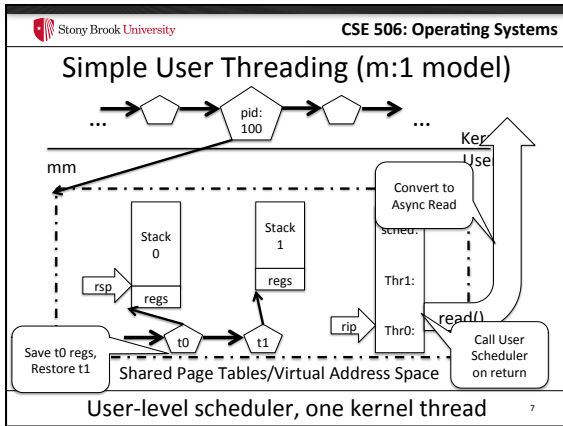 Stony Brook University
CSE 506: Operating Systems
Simple User Threading (m:1 model)
pid:
100
...
...
mm
Convert to
Async Read
Stack
0
Stack
1
sched:
rsp
regs
regs
Thr1:
read()
rip
Thr0:
t0
t1
Save t0 regs,
Restore t1
Call User
Scheduler
on return
Shared Page Tables/Virtual Address Space
User-level scheduler, one kernel thread
7